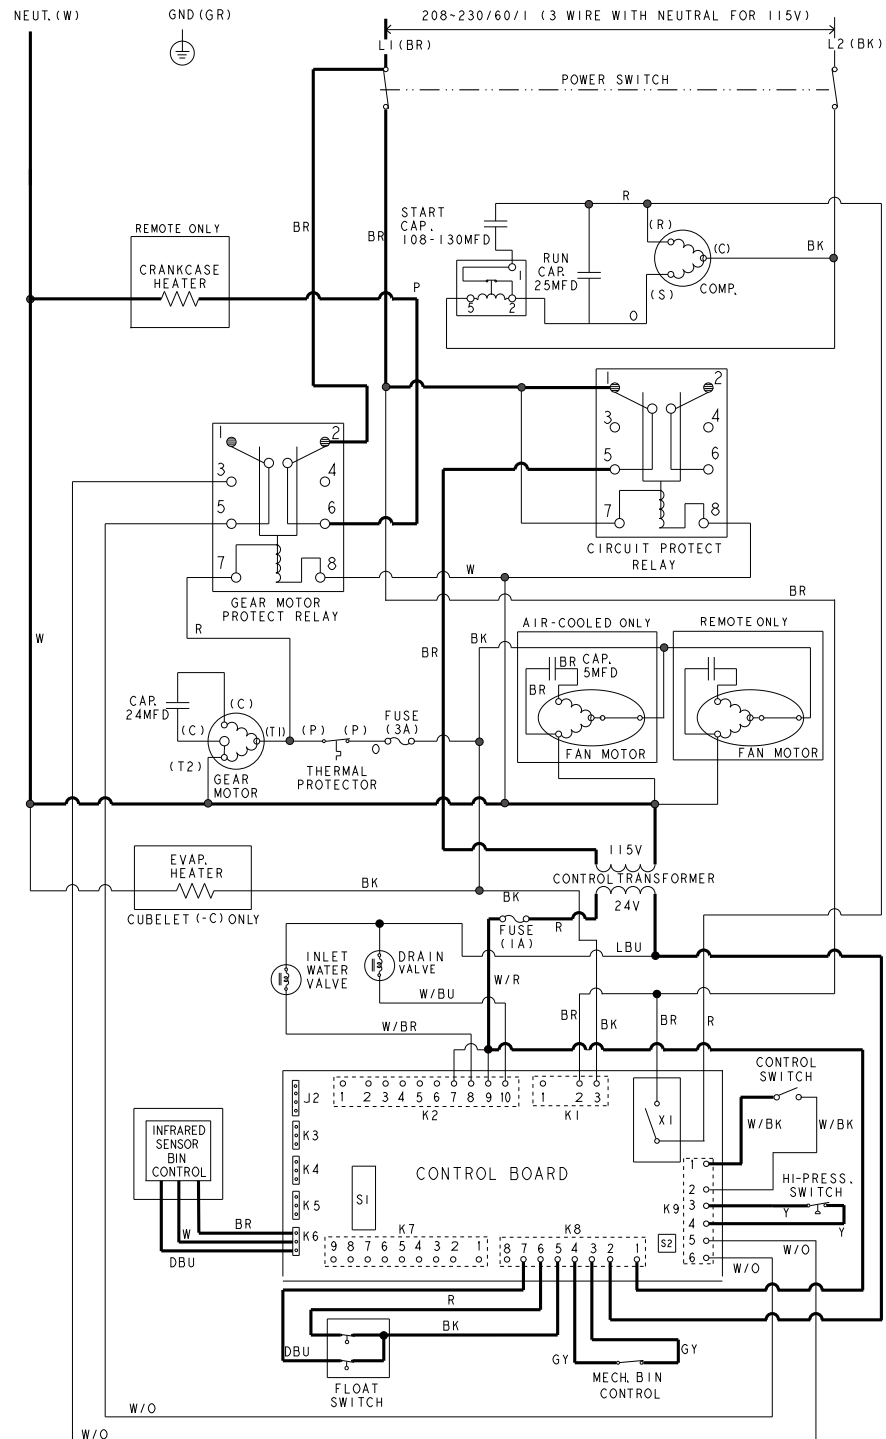 NEUT. (W)
GND (GR)
208~230/60/1 (3 WIRE WITH NEUTRAL FOR 115V)
L1 (BR)
L2 (BK)
POWER SWITCH
REMOTE ONLY
CRANKCASE
HEATER
BR
BR
START
CAP.
108-130MFD
R
(R)
(C)
BK
RUN
CAP.
25MFD
(S)
COMP.
P
1
5
2
O
1
2
3
4
5
6
7
8
CIRCUIT PROTECT
RELAY
1
2
3
4
5
6
7
8
GEAR MOTOR
PROTECT RELAY
W
BR
R
W
BR
BK
AIR-COOLED ONLY
REMOTE ONLY
BR
CAP.
5MFD
BR
FAN MOTOR
FAN MOTOR
CAP.
24MFD
(C)
(C)
(T1)
(T2)
GEAR
MOTOR
(P)
(P)
THERMAL
PROTECTOR
O
FUSE
(3A)
EVAP.
HEATER
CUBELET (-C) ONLY
BK
115V
CONTROL TRANSFORMER
24V
BK
FUSE
(1A)
R
LBU
INLET
WATER
VALVE
DRAIN
VALVE
W/BU
W/R
W/BR
BR
BK
BR
R
CONTROL
SWITCH
W/BK
W/BK
J2
K3
K4
K5
K6
1 2 3 4 5 6 7 8 9 10
K2
1 2 3
K1
X1
CONTROL BOARD
S1
INFRARED
SENSOR
BIN
CONTROL
BR
W
DBU
K7
9 8 7 6 5 4 3 2 1
K8
8 7 6 5 4 3 2 1
S2
K9
1
2
3
4
5
6
HI-PRESS.
SWITCH
Y
Y
W/O
W/O
R
BK
DBU
FLOAT
SWITCH
GY
GY
MECH. BIN
CONTROL
W/O
W/O